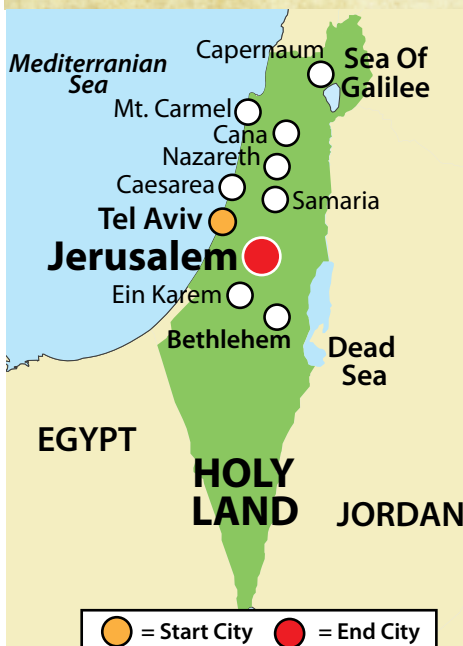 Mediterranian
Sea
Capernaum
Sea Of
Galilee
Mt. Carmel
Cana
Nazareth
Caesarea
Samaria
Tel Aviv
Jerusalem
Ein Karem
Bethlehem
Dead
Sea
EGYPT
HOLY
LAND
JORDAN
= Start City = End City